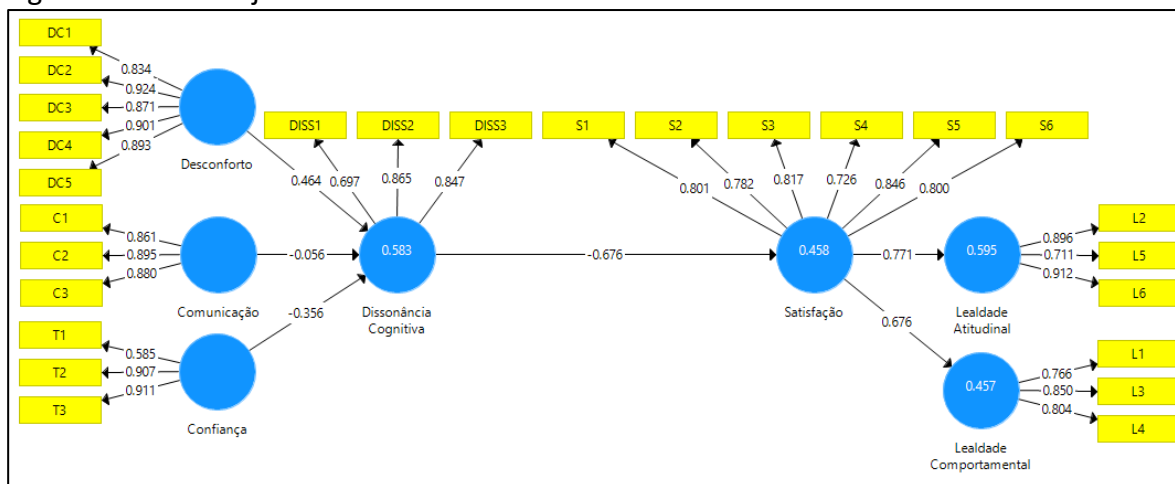 DC1
DC2
DC3
DC4
DC5
0.834
0.924
0.871
0.901
0.893
Desconforto
DISS1
DISS2
DISS3
0.464
0.697
0.865
0.847
S1
S2
S3
S4
S5
S6
0.801
0.782
0.817
0.726
0.846
0.800
C1
C2
C3
0.861
0.895
0.880
Comunicação
-0.056
0.583
Dissonância
Cognitiva
-0.676
0.458
Satisfação
0.771
0.595
Lealdade
Atitudinal
0.896
0.711
0.912
L2
L5
L6
T1
T2
T3
0.585
0.907
0.911
Confiança
-0.356
0.676
0.457
Lealdade
Comportamental
0.766
0.850
0.804
L1
L3
L4